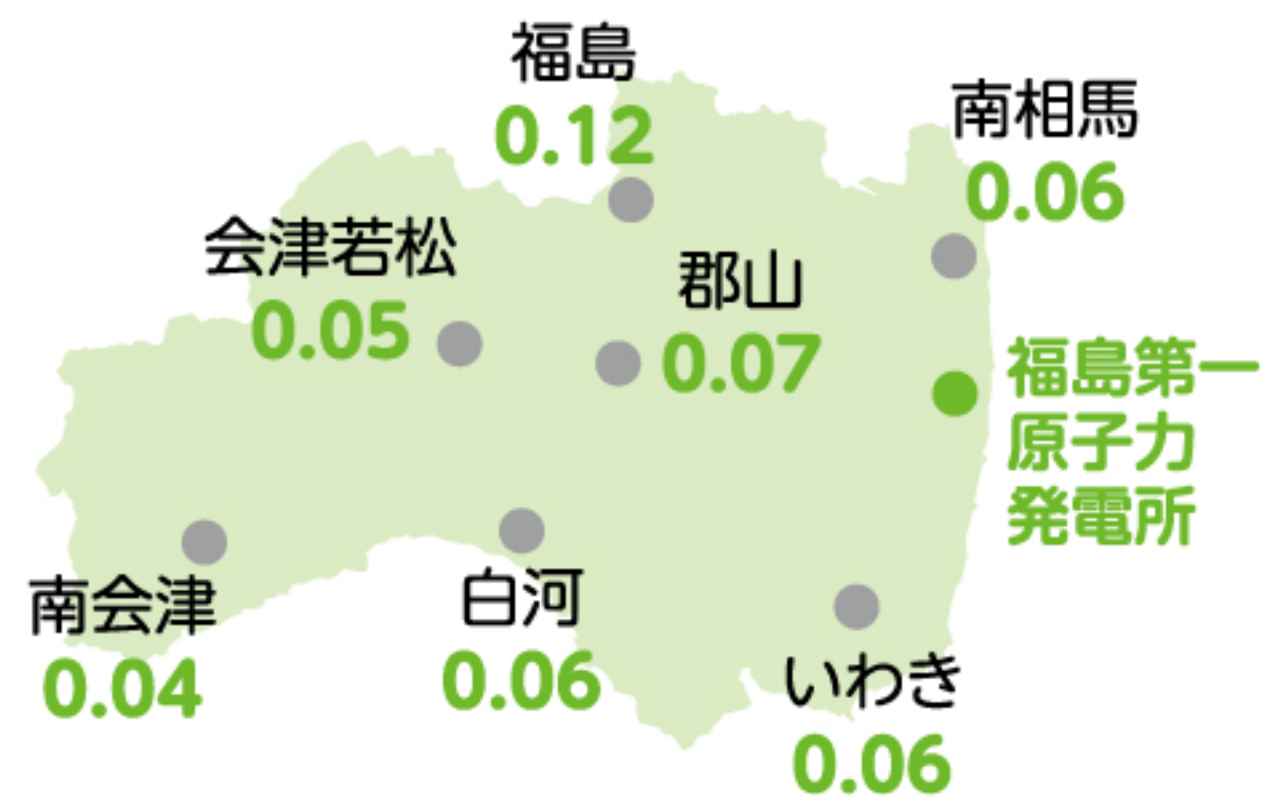 福島
0.12
南相馬
0.06
会津若松
0.05
郡山
0.07
福島第一
原子力
発電所
南会津
0.04
白河
0.06
いわき
0.06